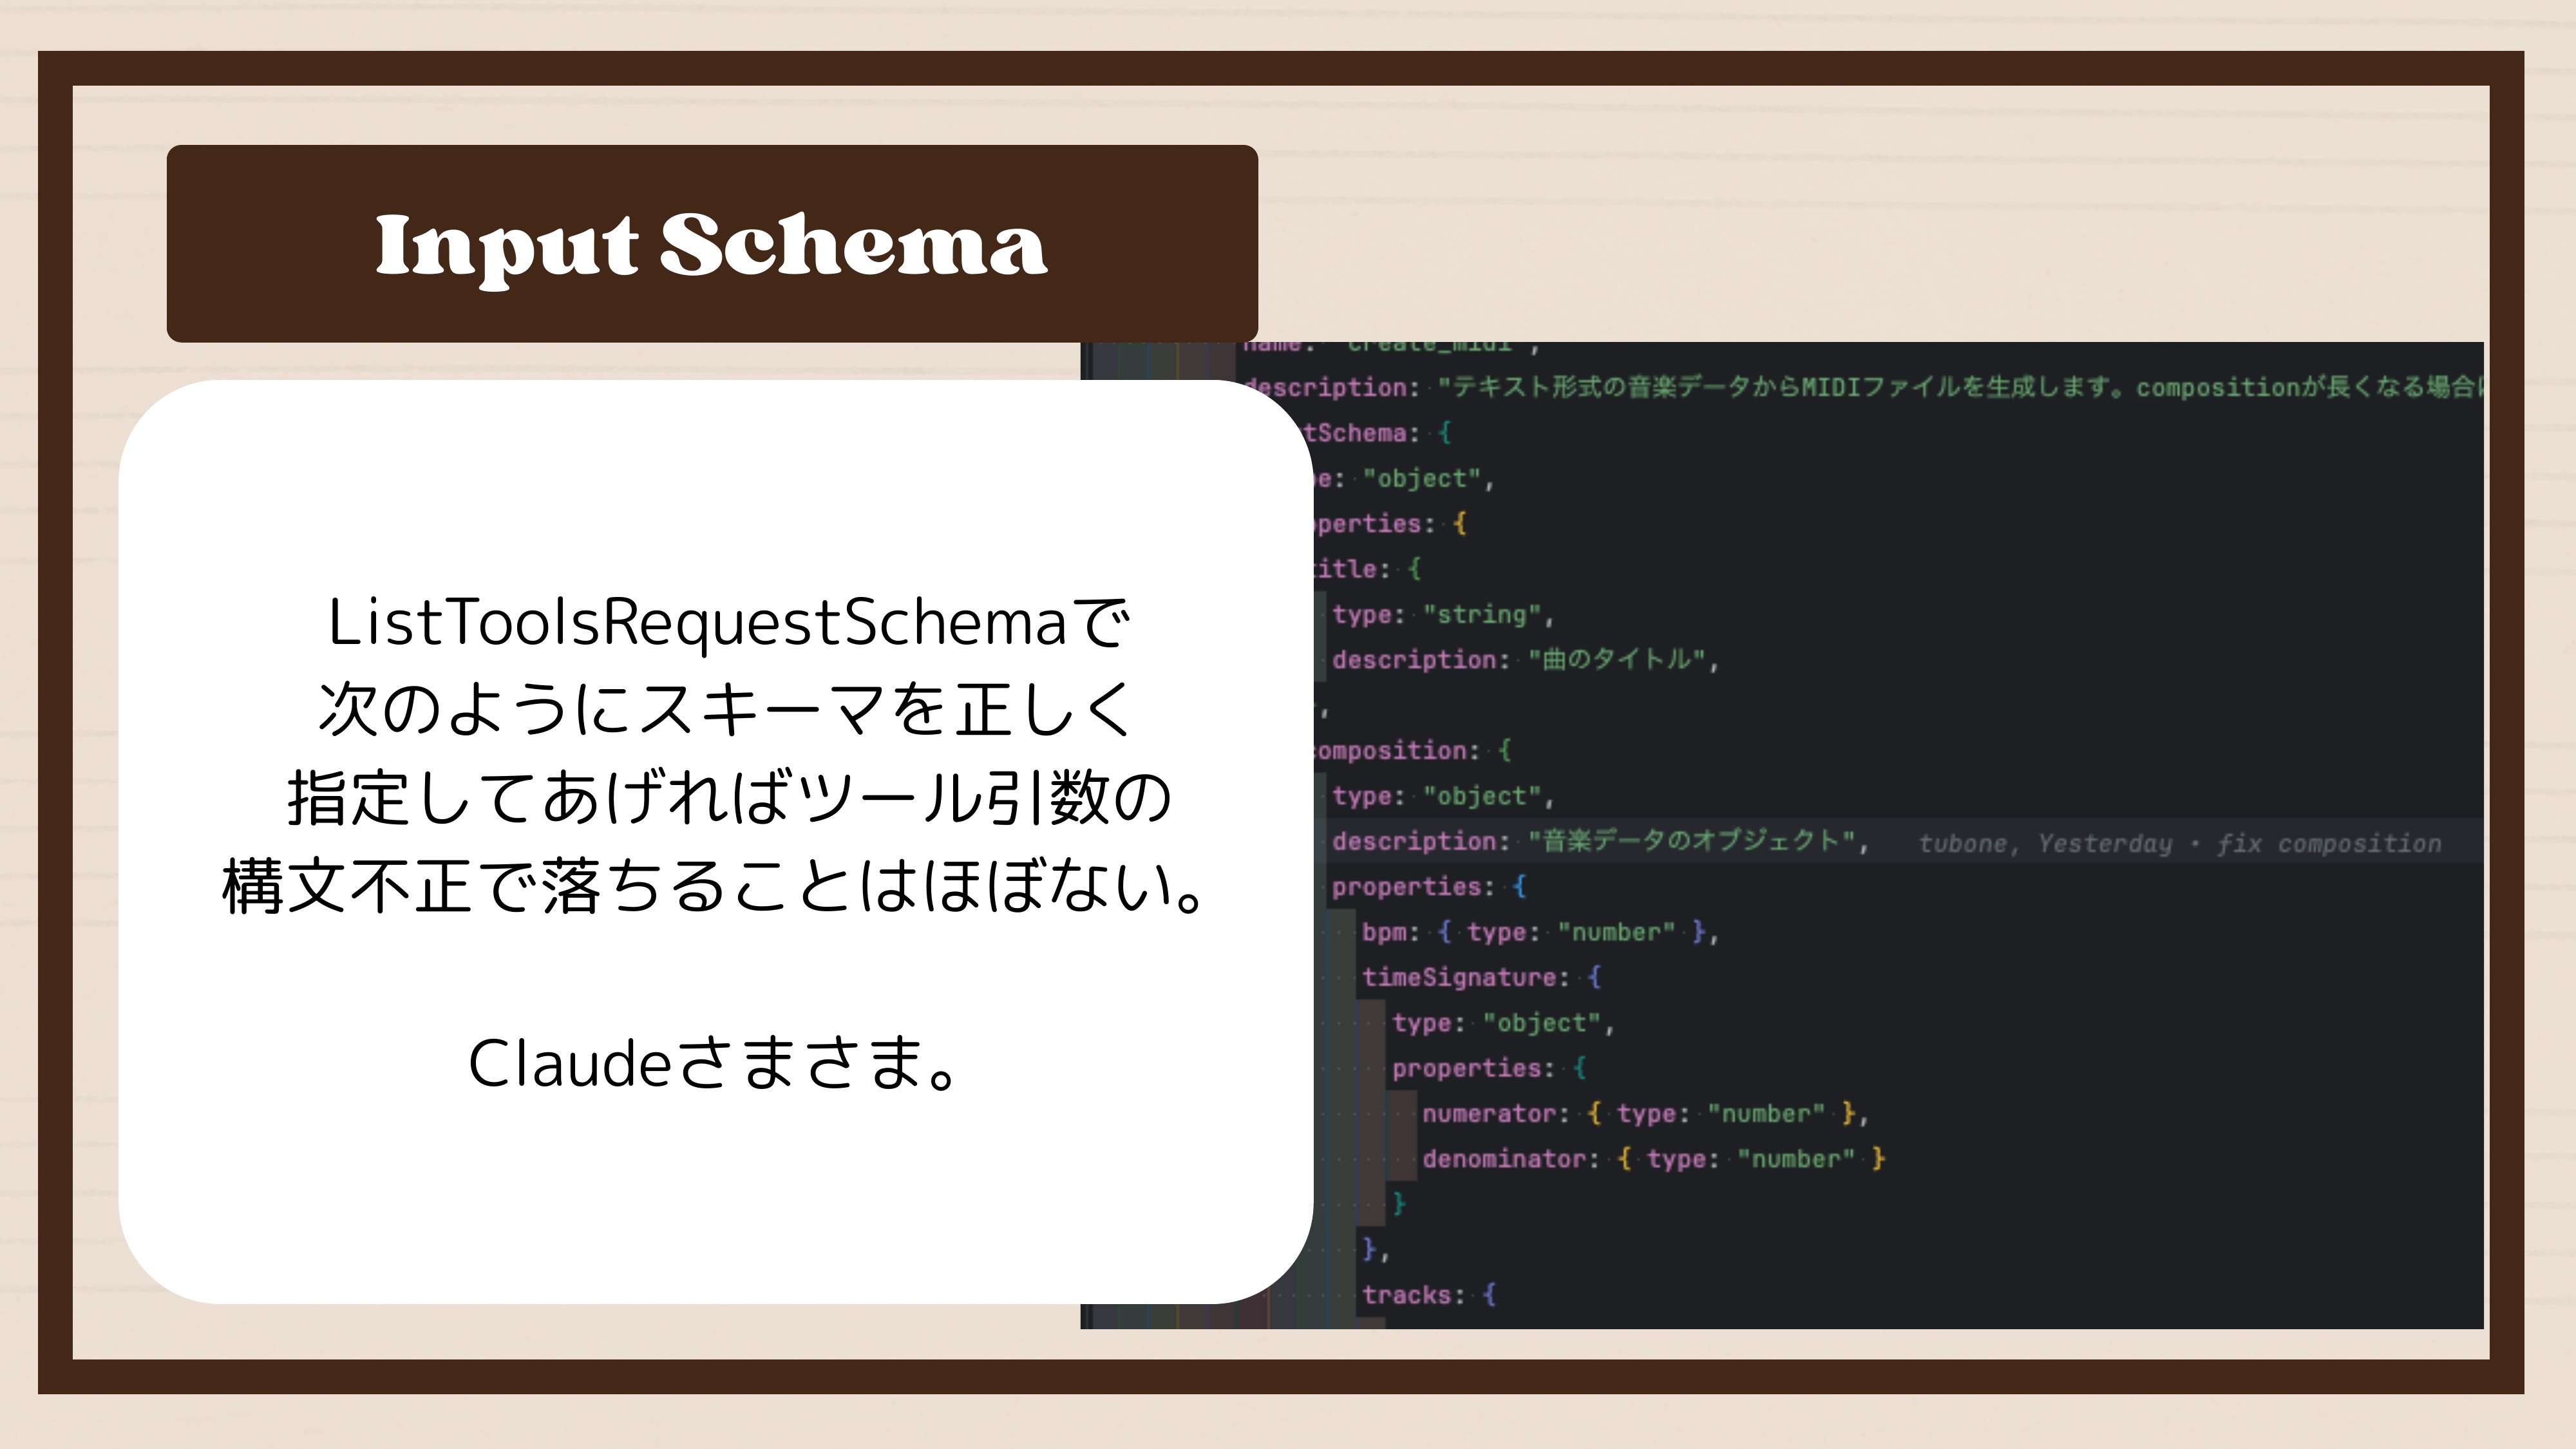 Input Schema
ListToolsRequestSchemaで
次のようにスキーマを正しく
指定してあげればツール引数の
構文不正で落ちることはほぼない。
Claudeさまさま。
name: "create_midi",
description: "テキスト形式の音楽データからMIDIファイルを生成します。compositionが長くなる場合
tSchema: {
e: "object",
perties: {
itle: {
type: "string",
description: "曲のタイトル",
,
composition: {
type: "object",
description: "音楽データのオブジェクト", tubone, Yesterday • fix composition
properties: {
bpm: { type: "number" },
timeSignature: {
type: "object",
properties: {
numerator: { type: "number" },
denominator: { type: "number" }
}
},
tracks: {